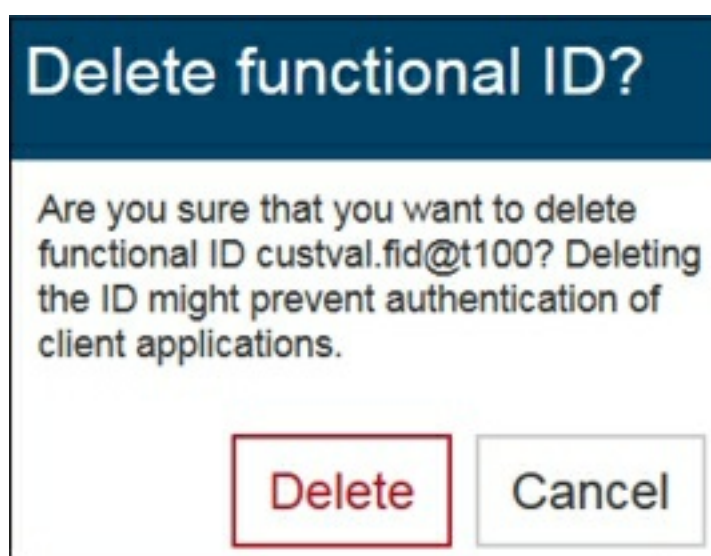 Delete functional ID?
Are you sure that you want to delete
functional ID custval.fid@t100? Deleting
the ID might prevent authentication of
client applications.
Delete
Cancel